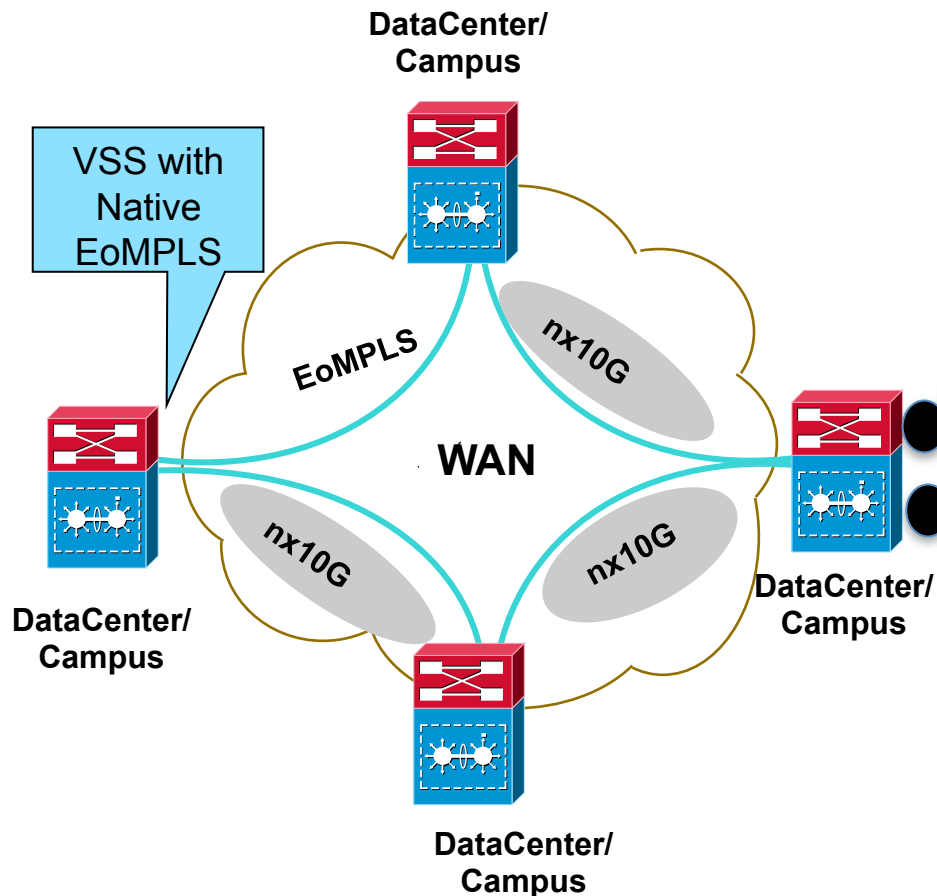 DataCenter/
Campus
VSS with
Native
EoMPLS
nx10G
EoMPLS
WAN
nx10G
nx10G
DataCenter/
Campus
DataCenter/
Campus
DataCenter/
Campus